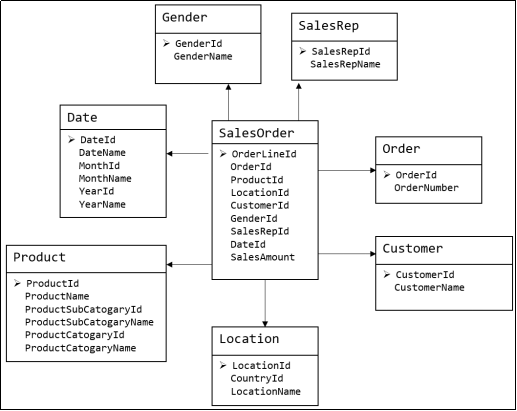 Gender
➢ GenderId
GenderName
SalesRep
➢ SalesRepId
SalesRepName
Date
➢ DateId
DateName
MonthId
MonthName
YearId
YearName
SalesOrder
➢ OrderLineId
OrderId
ProductId
LocationId
CustomerId
GenderId
SalesRepId
DateId
SalesAmount
Order
➢ OrderId
OrderNumber
Product
➢ ProductId
ProductName
ProductSubCatogaryId
ProductSubCatogaryName
ProductCatogaryId
ProductCatogaryName
Customer
➢ CustomerId
CustomerName
Location
➢ LocationId
CountryId
LocationName